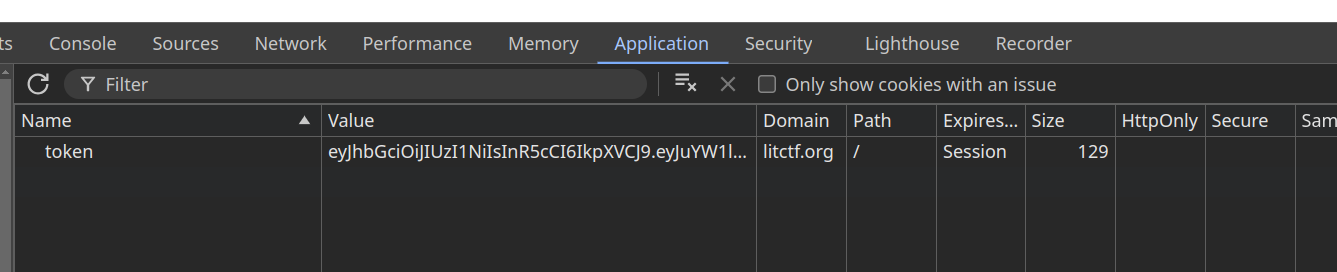 ts Console Sources Network Performance Memory Application Security Lighthouse Recorder
Filter Only show cookies with an issue
Name Value Domain Path Expires... Size HttpOnly Secure Sam
token eyJhbGciOiJIUzI1NiIsInR5cCI6IkpXVCJ9.eyJuYW1l... litctf.org / Session 129